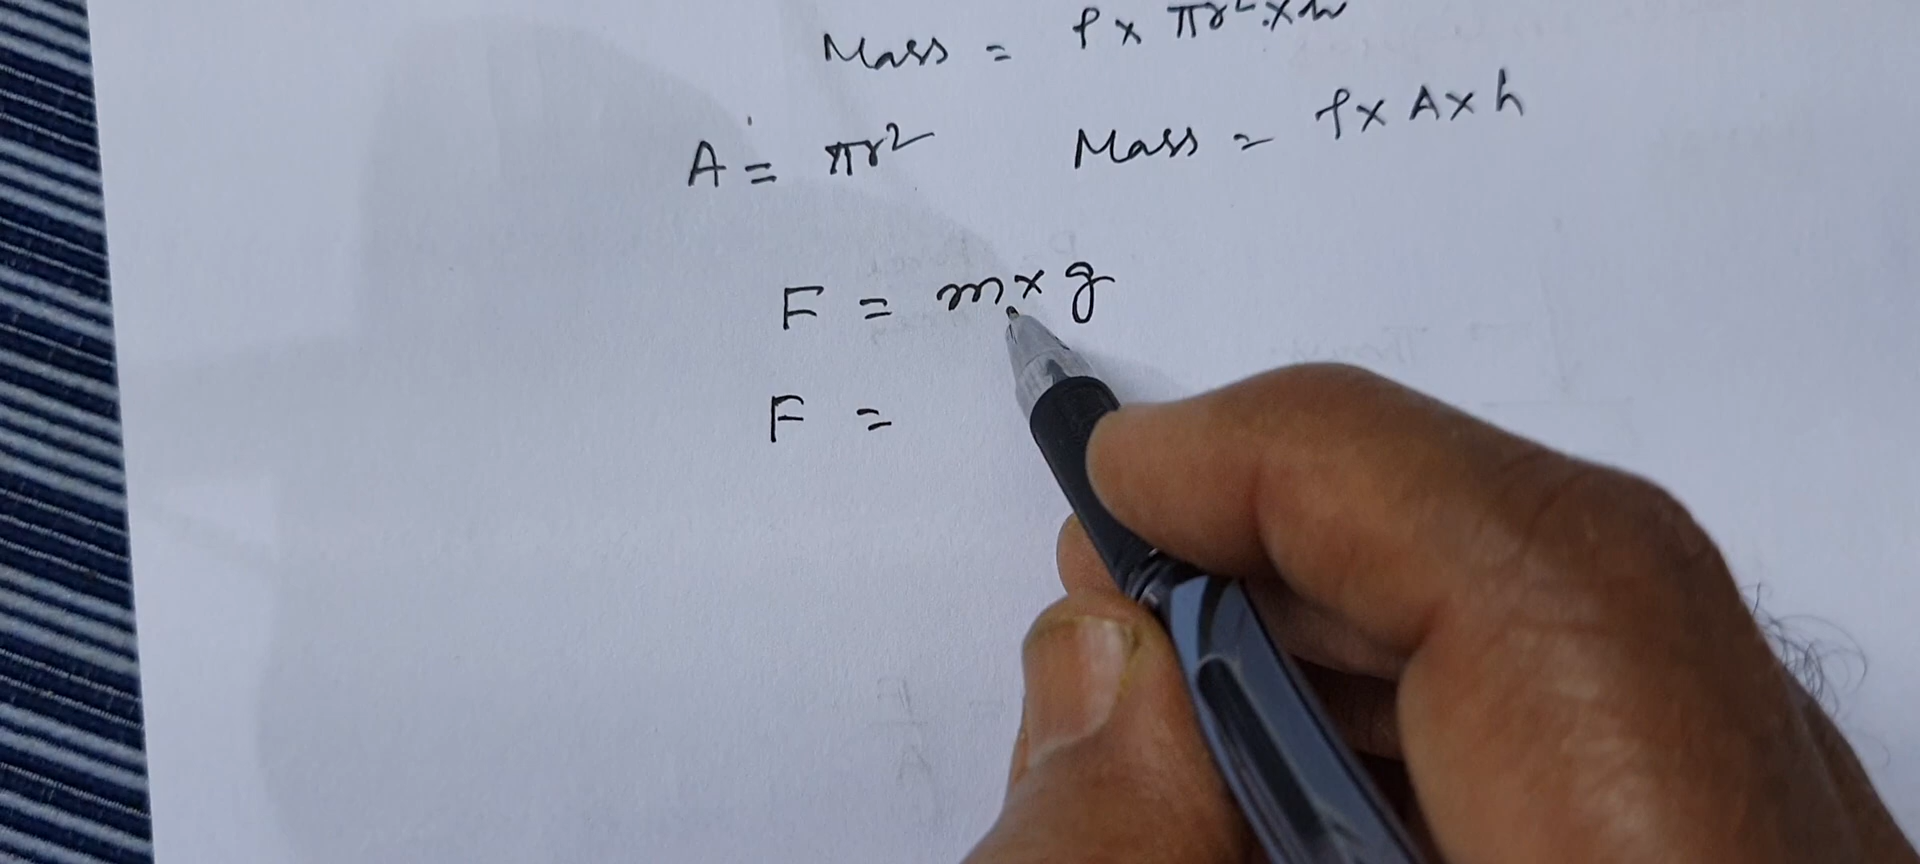 Mass = ρ x πr² x h
A = πr² Mass = ρ x A x h
F = m x g
F =